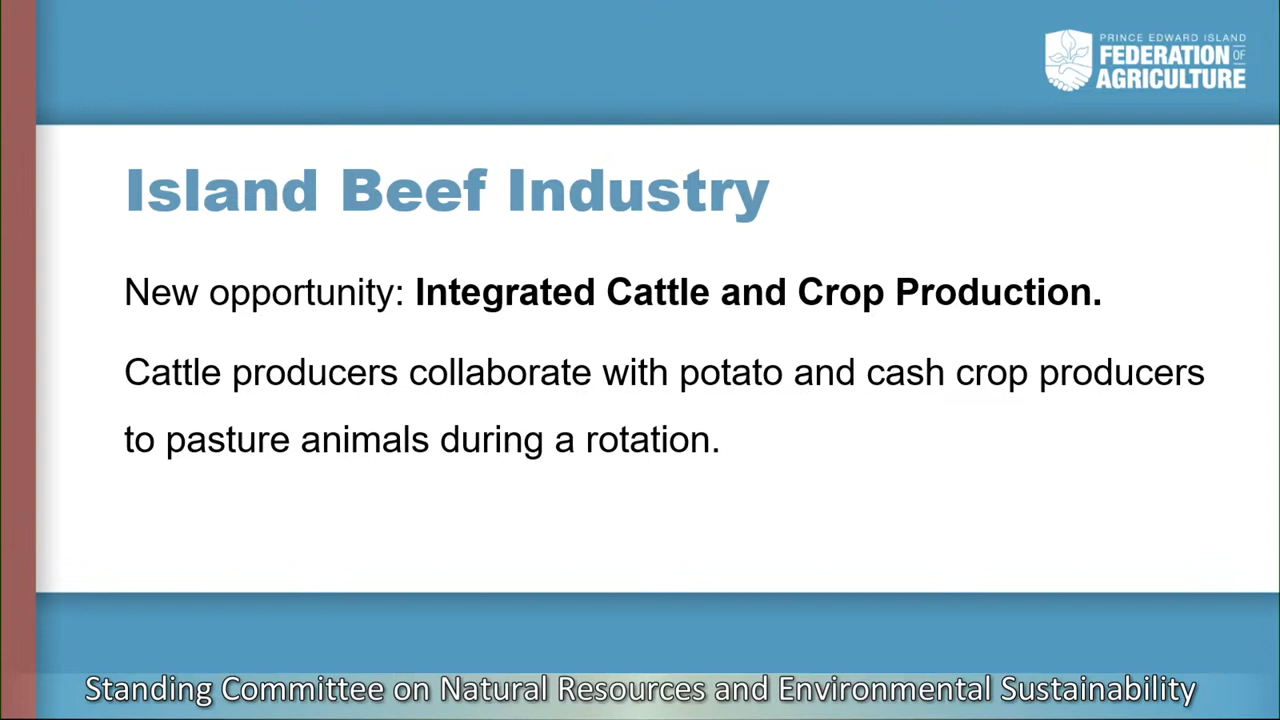 PRINCE EDWARD ISLAND
FEDERATION OF
AGRICULTURE
Island Beef Industry
New opportunity: Integrated Cattle and Crop Production.
Cattle producers collaborate with potato and cash crop producers
to pasture animals during a rotation.
Standing Committee on Natural Resources and Environmental Sustainability